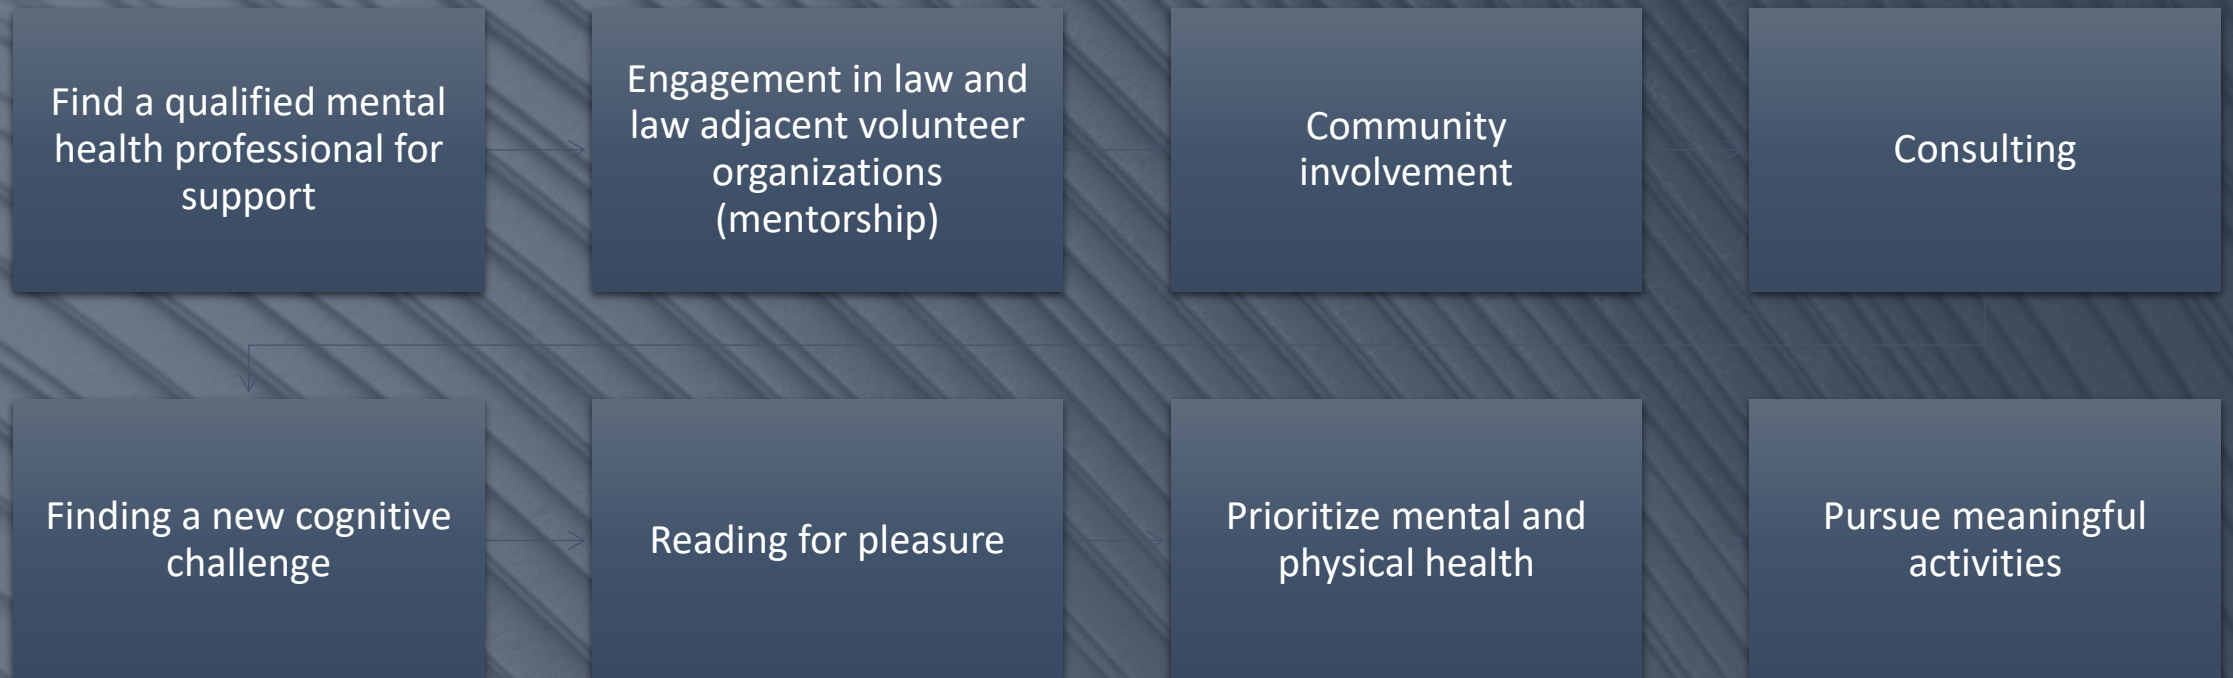 Find a qualified mental
health professional for
support
Engagement in law and
law adjacent volunteer
organizations
(mentorship)
Community
involvement
Consulting
Finding a new cognitive
challenge
Reading for pleasure
Prioritize mental and
physical health
Pursue meaningful
activities